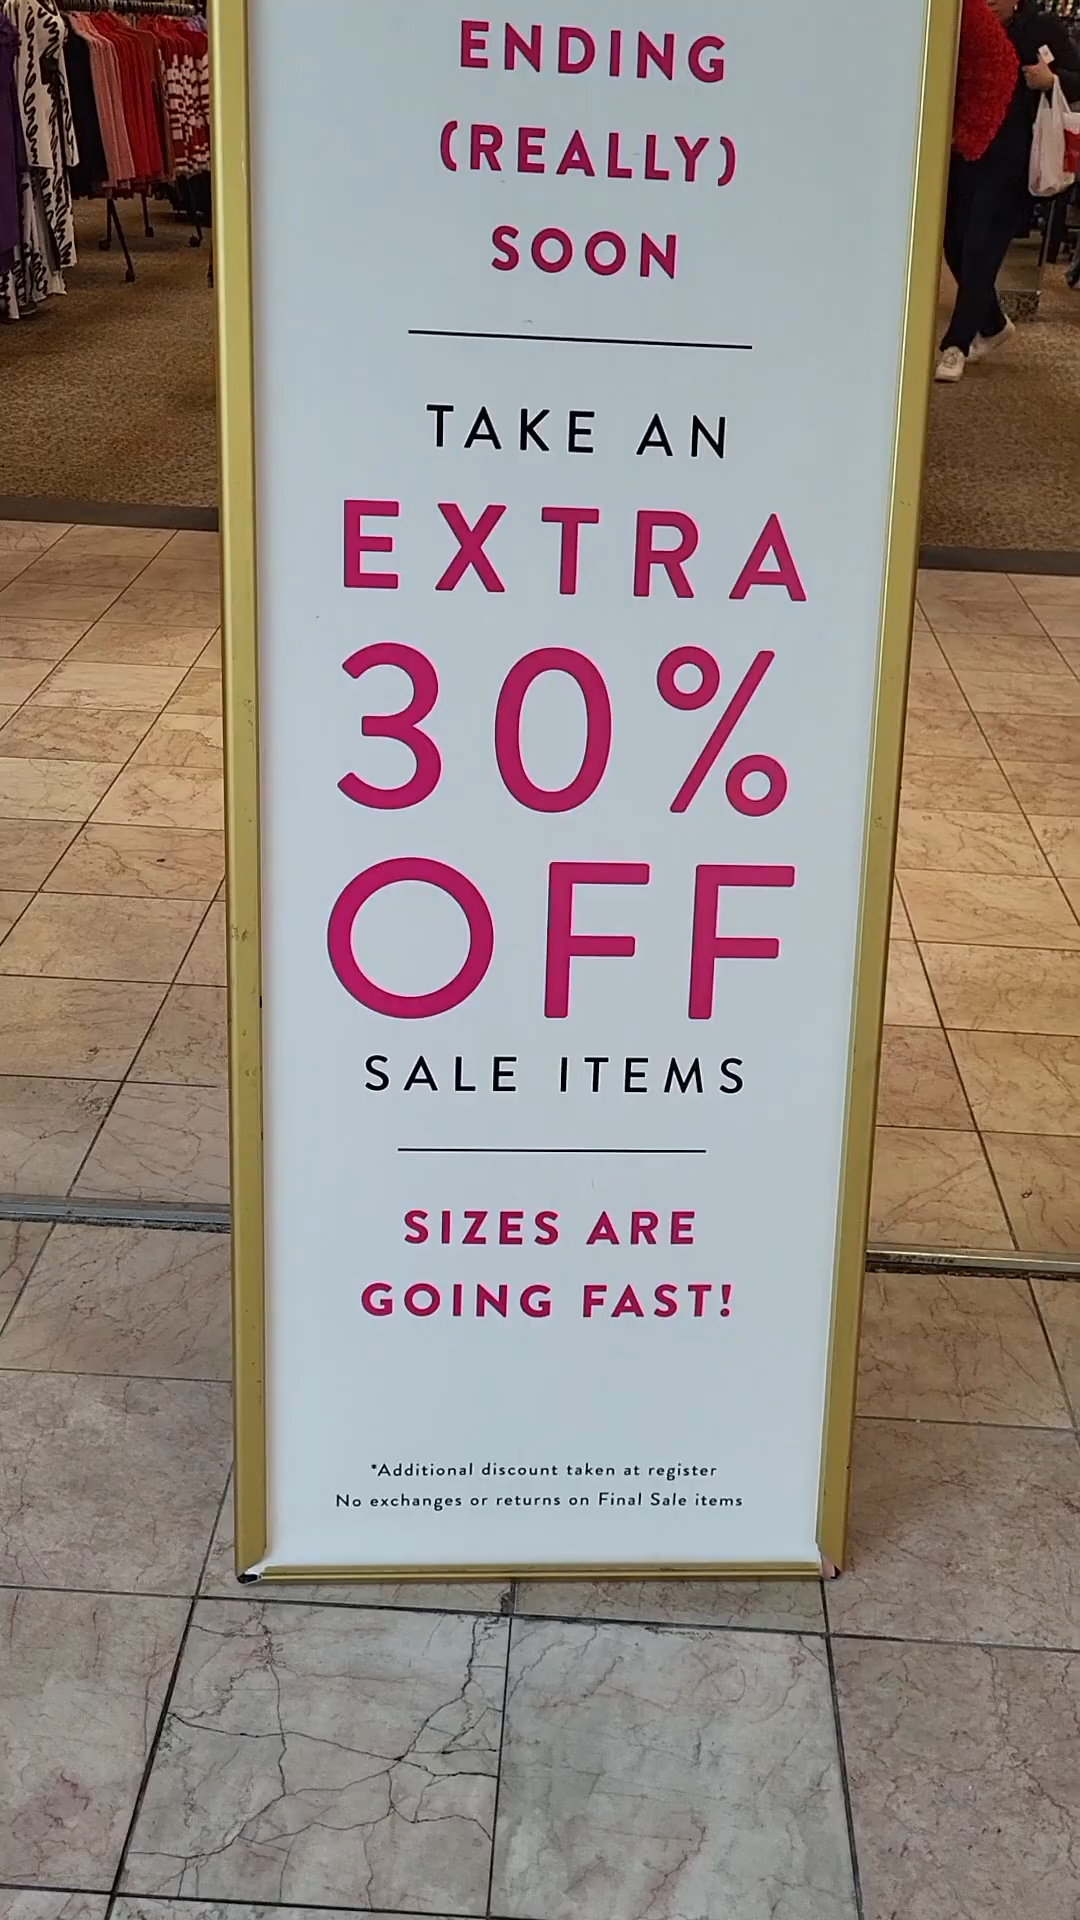 ENDING
(REALLY)
SOON
TAKE AN
EXTRA
30%
OFF
SALE ITEMS
SIZES ARE
GOING FAST!
*Additional discount taken at register
No exchanges or returns on Final Sale items